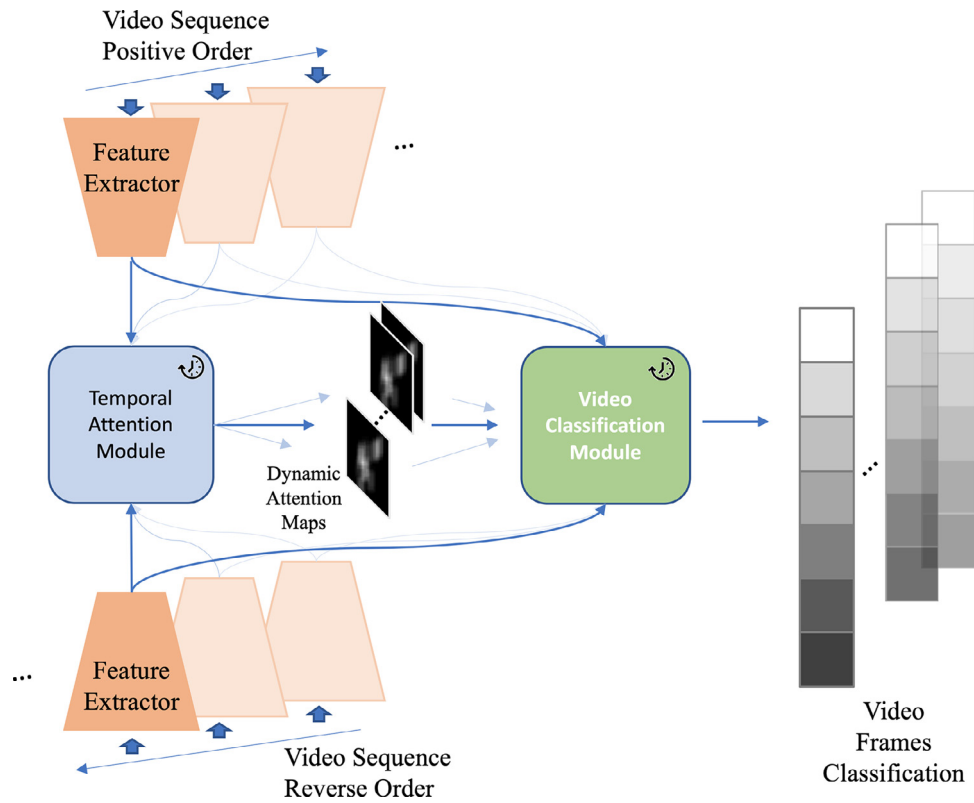 Video Sequence
Positive Order
Feature
Extractor
...
Temporal
Attention
Module
...
Dynamic
Attention
Maps
Video
Classification
Module
...
...
Feature
Extractor
Video Sequence
Reverse Order
Video
Frames
Classification